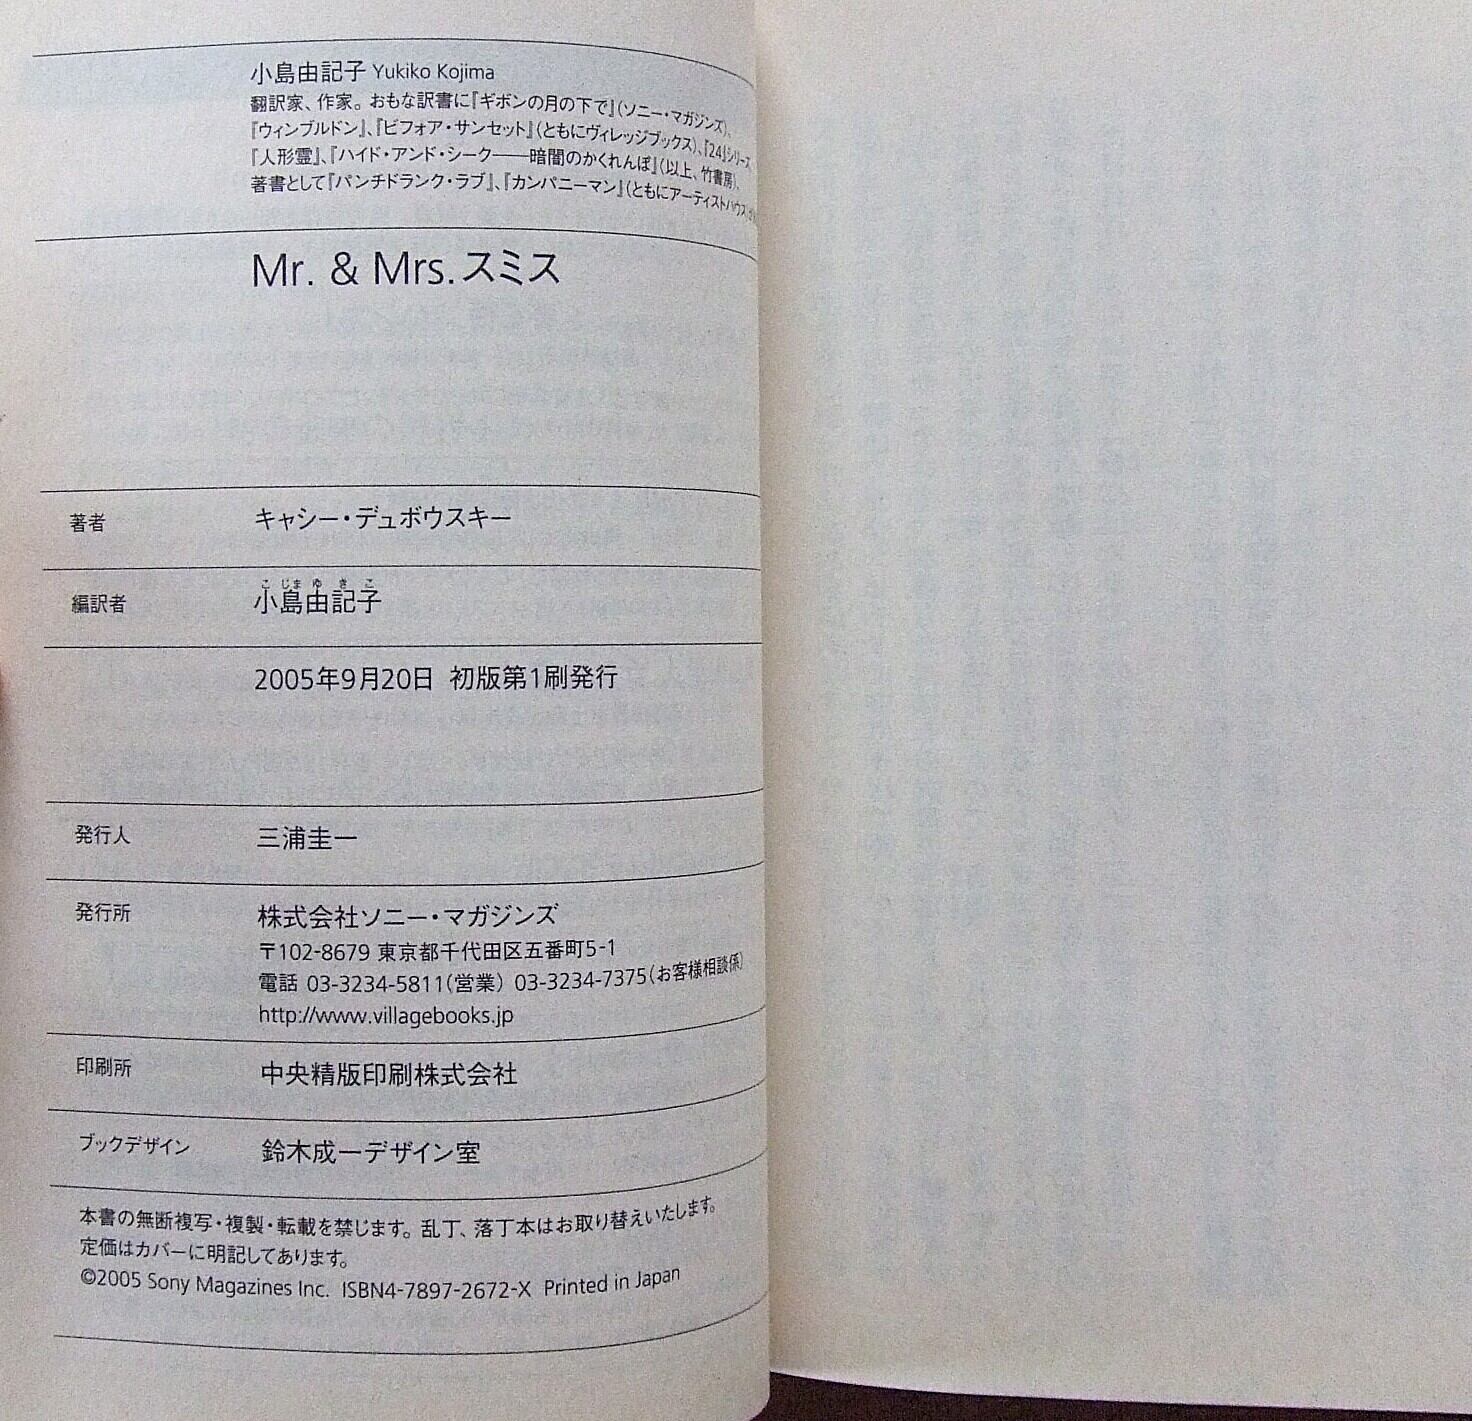 小島由記子 Yukiko Kojima
翻訳家、作家。おもな訳書に『ギボンの月の下で』(ソニー・マガジンズ)、
『ウィンブルドン』、『ビフォア・サンセット』(ともにヴィレッジブックス)、『24』シリーズ、
『人形霊』、『ハイド・アンド・シーク——暗闇のかくれんぼ』(以上、竹書房)、
著書として『パンチドランク・ラブ』、『カンパニーマン』(ともにアーティストハウス)
Mr. & Mrs.スミス
著者 キャシー・デュボウスキー
こじまゆきこ
編訳者 小島由記子
2005年9月20日 初版第1刷発行
発行人 三浦圭一
発行所 株式会社ソニー・マガジンズ
〒102-8679 東京都千代田区五番町5-1
電話 03-3234-5811(営業) 03-3234-7375(お客様相談係)
http://www.villagebooks.jp
印刷所 中央精版印刷株式会社
ブックデザイン 鈴木成一デザイン室
本書の無断複写・複製・転載を禁じます。乱丁、落丁本はお取り替えいたします。
定価はカバーに明記してあります。
©2005 Sony Magazines Inc. ISBN4-7897-2672-X Printed in Japan